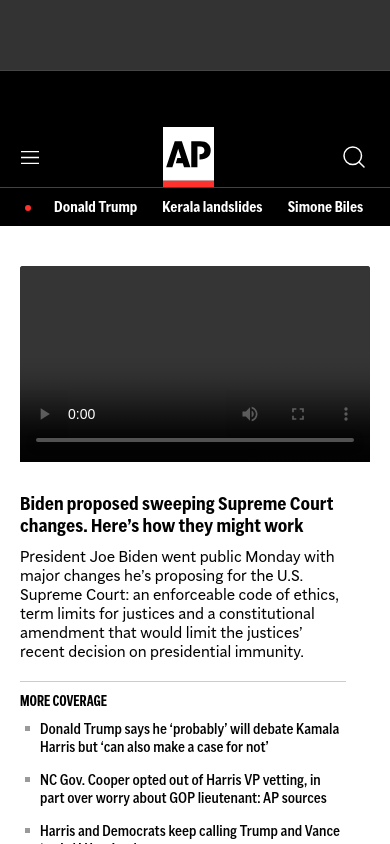 AP
Donald Trump Kerala landslides Simone Biles
0:00
Biden proposed sweeping Supreme Court
changes. Here’s how they might work
President Joe Biden went public Monday with
major changes he’s proposing for the U.S.
Supreme Court: an enforceable code of ethics,
term limits for justices and a constitutional
amendment that would limit the justices’
recent decision on presidential immunity.
MORE COVERAGE
Donald Trump says he ‘probably’ will debate Kamala
Harris but ‘can also make a case for not’
NC Gov. Cooper opted out of Harris VP vetting, in
part over worry about GOP lieutenant: AP sources
Harris and Democrats keep calling Trump and Vance